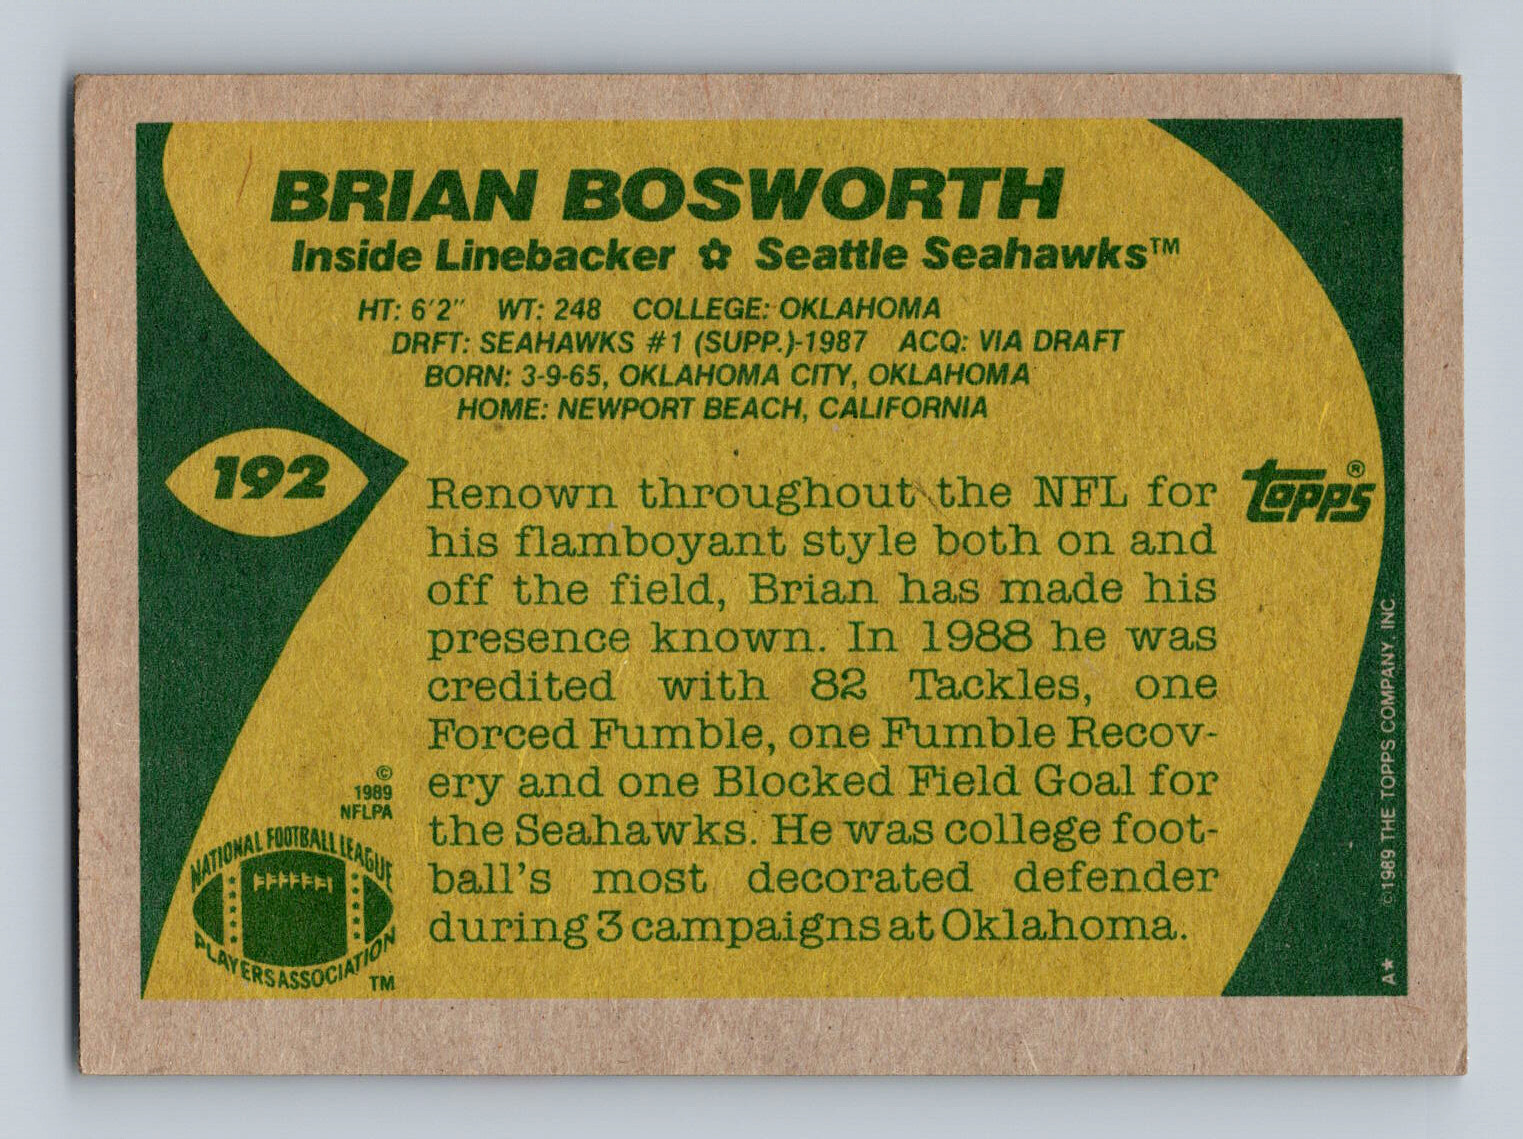 BRIAN BOSWORTH
Inside Linebacker ✿ Seattle Seahawks™
HT: 6'2" WT: 248 COLLEGE: OKLAHOMA
DRFT: SEAHAWKS #1 (SUPP.)-1987 ACQ: VIA DRAFT
BORN: 3-9-65, OKLAHOMA CITY, OKLAHOMA
HOME: NEWPORT BEACH, CALIFORNIA
192
Renown throughout the NFL for
his flamboyant style both on and
off the field, Brian has made his
presence known. In 1988 he was
credited with 82 Tackles, one
Forced Fumble, one Fumble Recov-
ery and one Blocked Field Goal for
the Seahawks. He was college foot-
ball's most decorated defender
during 3 campaigns at Oklahoma.
topps®
©
1989
NFLPA
NATIONAL FOOTBALL LEAGUE
PLAYERS ASSOCIATION
TM
A★ ©1989 THE TOPPS COMPANY, INC.